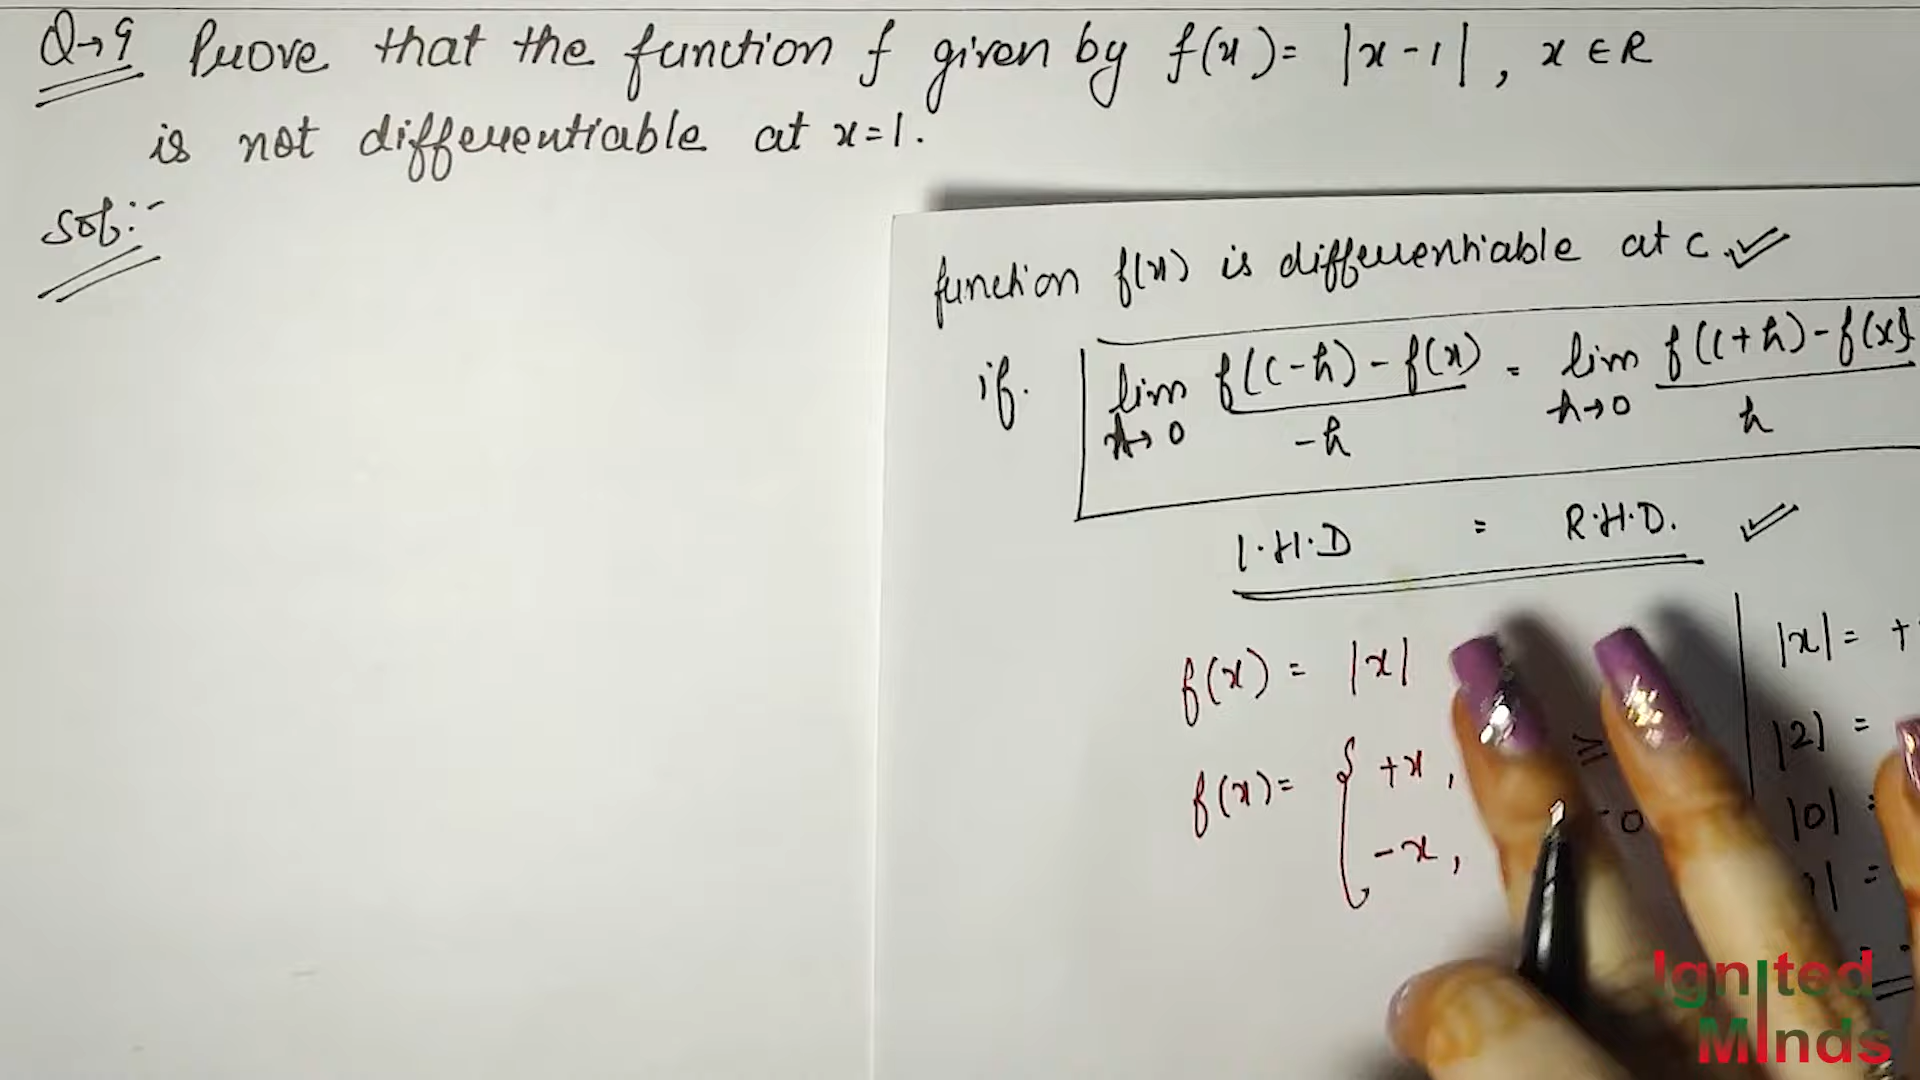 Q→9 Prove that the function f given by f(x)= |x-1|, x ∈ R
is not differentiable at x=1.
Sol:-
function f(x) is differentiable at c
if. lim h→0 f(c-h)-f(x) / -h = lim h→0 f(c+h)-f(x) / h
L.H.D = R.H.D.
f(x) = |x|
f(x)= { +x, ≥
-x,
|x|= +
|2| =
|0| =
| =
Ignited
Minds